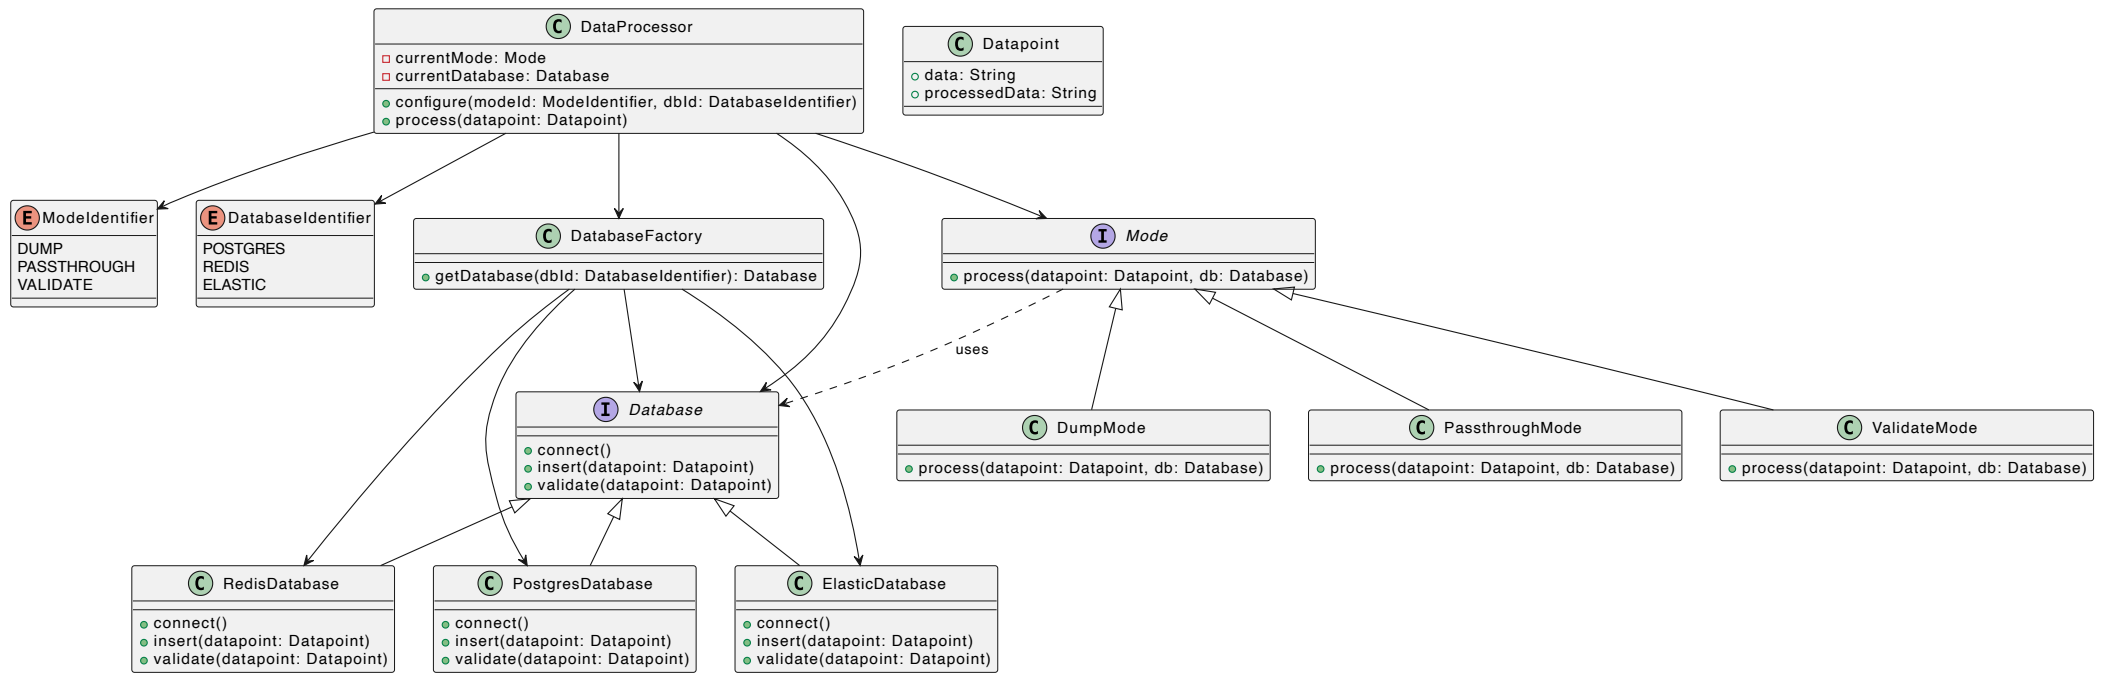 C DataProcessor
currentMode: Mode
currentDatabase: Database
configure(modeId: ModeIdentifier, dbId: DatabaseIdentifier)
process(datapoint: Datapoint)
C Datapoint
data: String
processedData: String
E ModeIdentifier
DUMP
PASSTHROUGH
VALIDATE
E DatabaseIdentifier
POSTGRES
REDIS
ELASTIC
C DatabaseFactory
getDatabase(dbId: DatabaseIdentifier): Database
I Mode
process(datapoint: Datapoint, db: Database)
uses
I Database
connect()
insert(datapoint: Datapoint)
validate(datapoint: Datapoint)
C DumpMode
process(datapoint: Datapoint, db: Database)
C PassthroughMode
process(datapoint: Datapoint, db: Database)
C ValidateMode
process(datapoint: Datapoint, db: Database)
C RedisDatabase
connect()
insert(datapoint: Datapoint)
validate(datapoint: Datapoint)
C PostgresDatabase
connect()
insert(datapoint: Datapoint)
validate(datapoint: Datapoint)
C ElasticDatabase
connect()
insert(datapoint: Datapoint)
validate(datapoint: Datapoint)